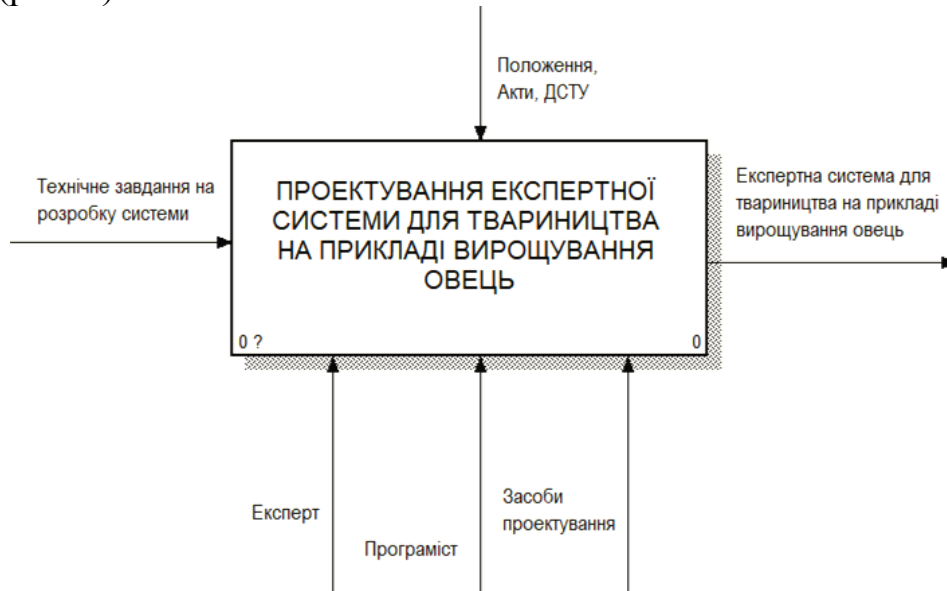 Положення,
Акти, ДСТУ
Технічне завдання на
розробку системи
ПРОЕКТУВАННЯ ЕКСПЕРТНОЇ
СИСТЕМИ ДЛЯ ТВАРИНИЦТВА
НА ПРИКЛАДІ ВИРОЩУВАННЯ
ОВЕЦЬ
0 ?
0
Експертна система для
твариництва на прикладі
вирощування овець
Експерт
Програміст
Засоби
проектування